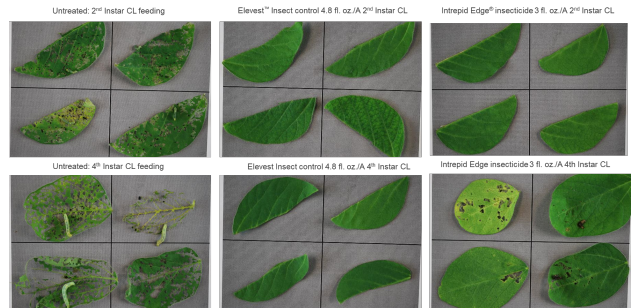 Untreated: 2nd Instar CL feeding
Elevest™ Insect control 4.8 fl. oz./A 2nd Instar CL
Intrepid Edge® insecticide 3 fl. oz./A 2nd Instar CL
Untreated: 4th Instar CL feeding
Elevest Insect control 4.8 fl. oz./A 4th Instar CL
Intrepid Edge insecticide 3 fl. oz./A 4th Instar CL